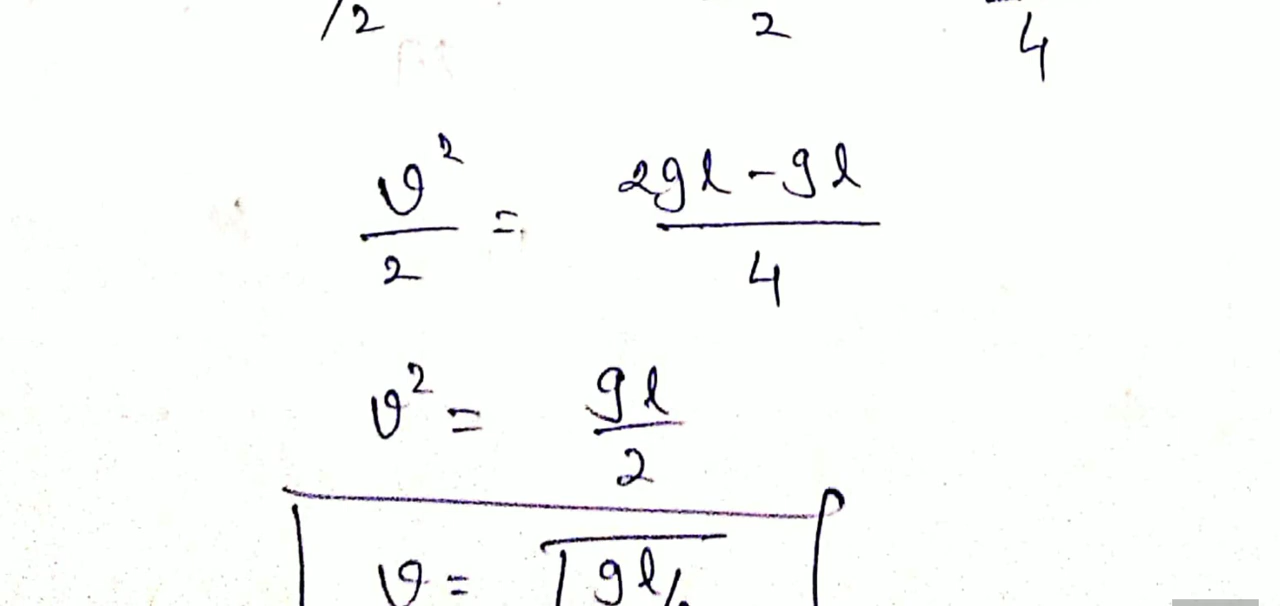 /2 2 4
v²/2 = (2gl - gl)/4
v² = gl/2
v = √gl/